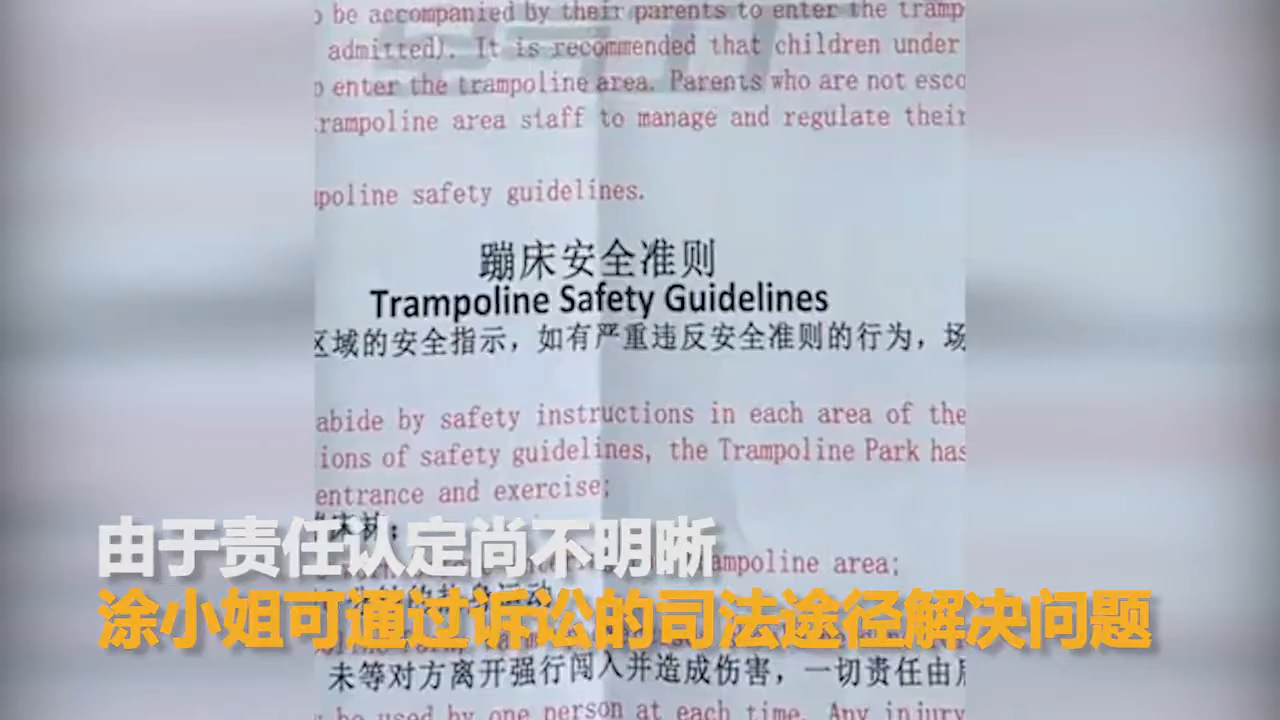 be accompanied by their parents to enter the
admitted). It is recommended that children under
enter the trampoline area. Parents who are not
trampoline area staff to manage and regulate their
safety guidelines.
蹦床安全准则
Trampoline Safety Guidelines
区域的安全指示，如有严重违反安全准则的行为，场
abide by safety instructions in each area of the
of safety guidelines, the Trampoline Park has
entrance and exercise;
由于责任认定尚不明晰
area;
涂小姐可通过诉讼的司法途径解决问题
未等对方离开强行闯入并造成伤害，一切责任由
be used by one person at each time. Any injury